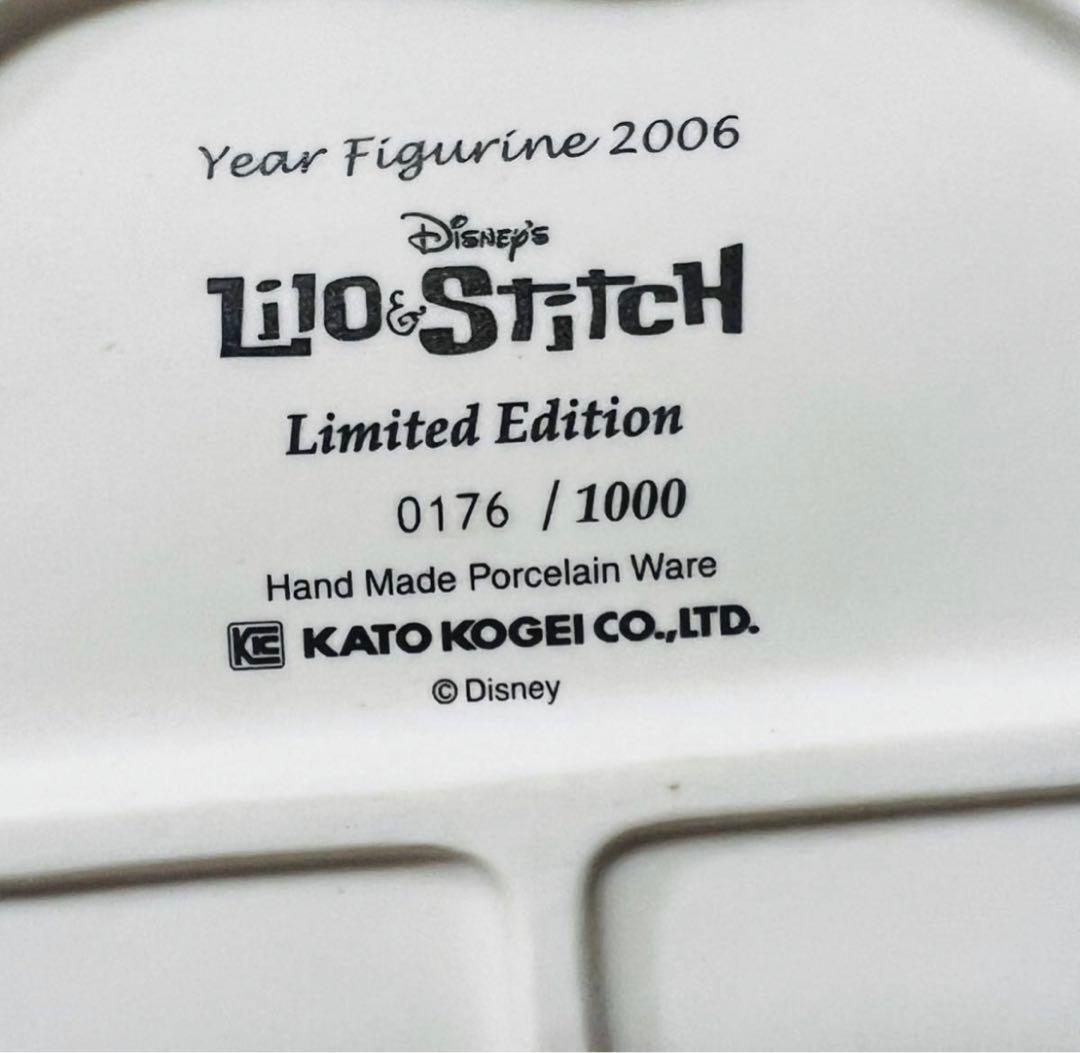 Year Figurine 2006
Disney's
Lilo & Stitch
Limited Edition
0176 / 1000
Hand Made Porcelain Ware
KC KATO KOGEI CO.,LTD.
© Disney